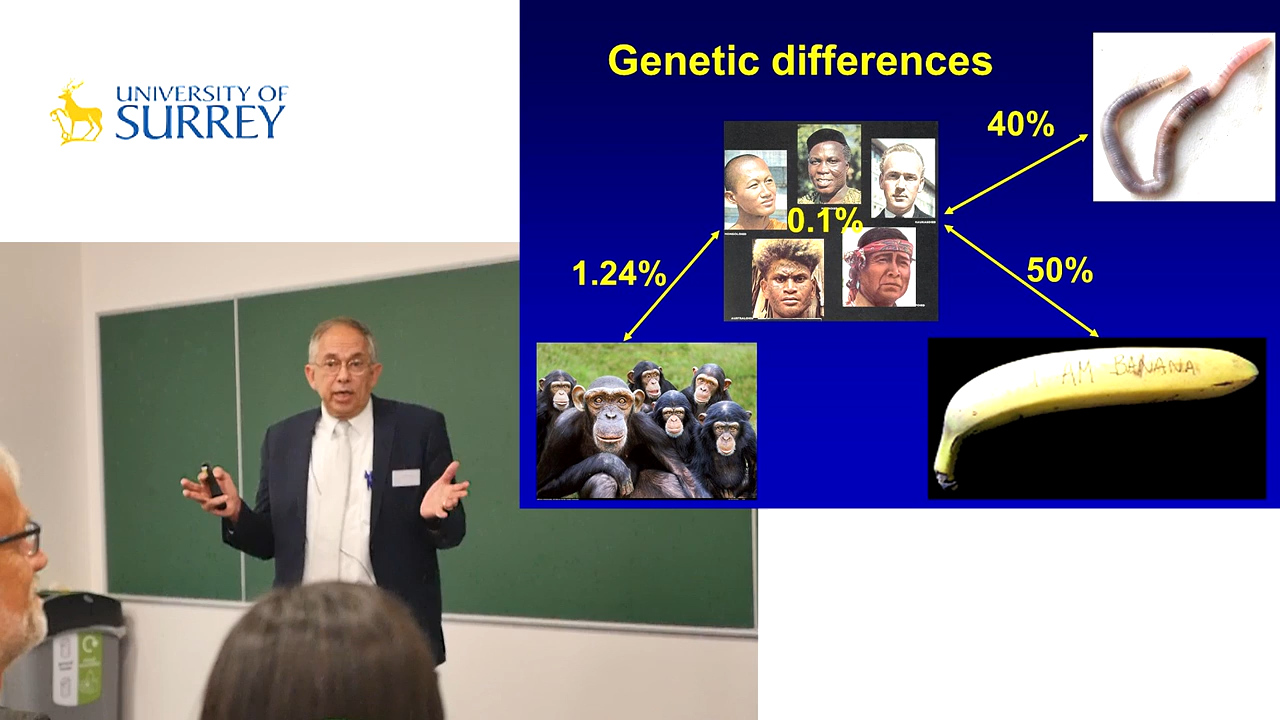 UNIVERSITY OF
SURREY
Genetic differences
40%
0.1%
1.24%
50%
I AM BANANA